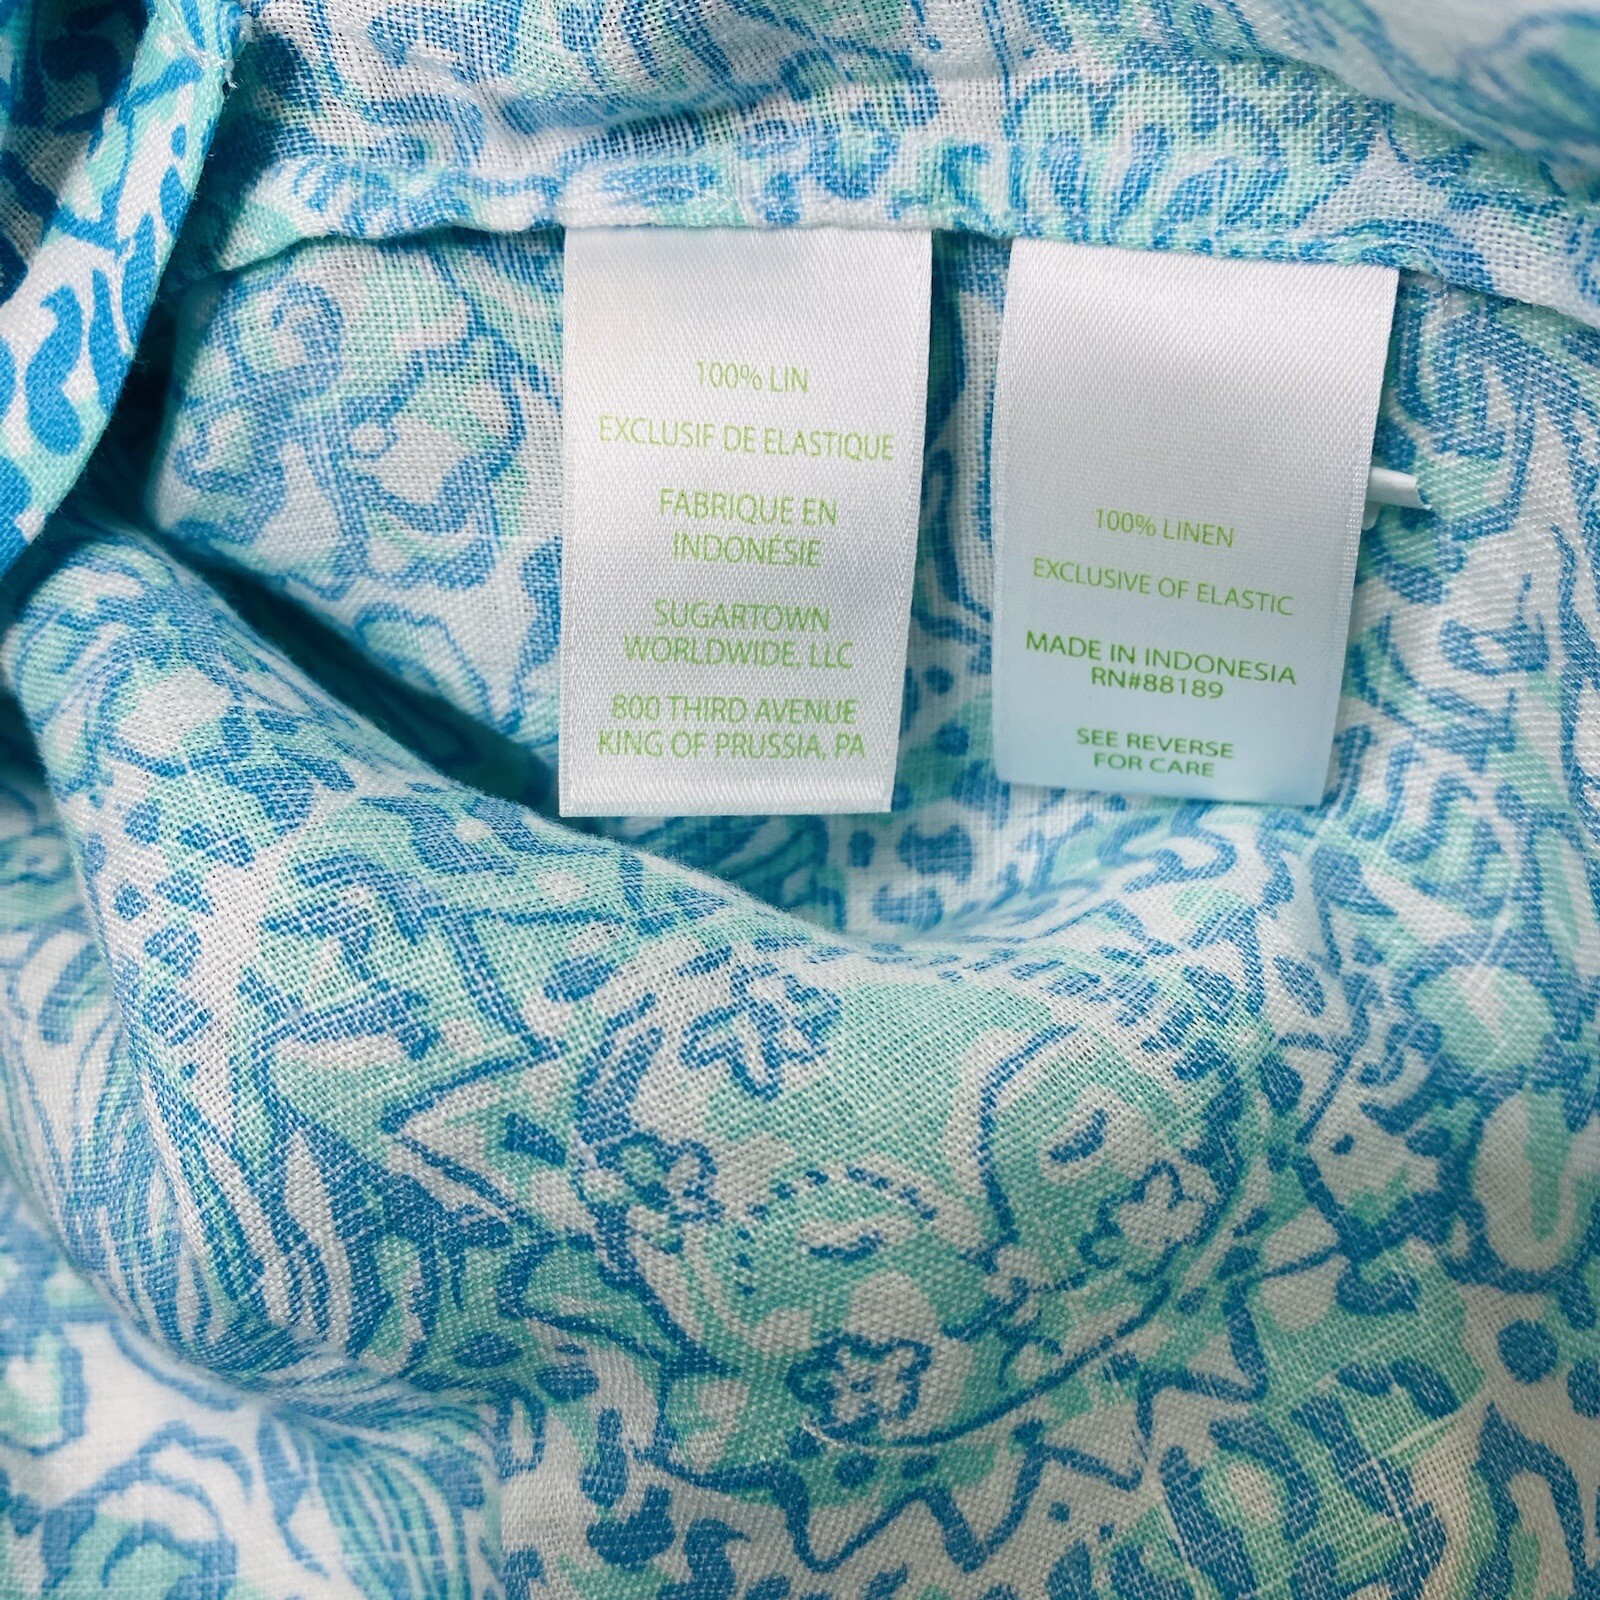 100% LIN
EXCLUSIF DE ELASTIQUE
FABRIQUE EN
INDONÉSIE
SUGARTOWN
WORLDWIDE, LLC
800 THIRD AVENUE
KING OF PRUSSIA, PA
100% LINEN
EXCLUSIVE OF ELASTIC
MADE IN INDONESIA
RN#88189
SEE REVERSE
FOR CARE